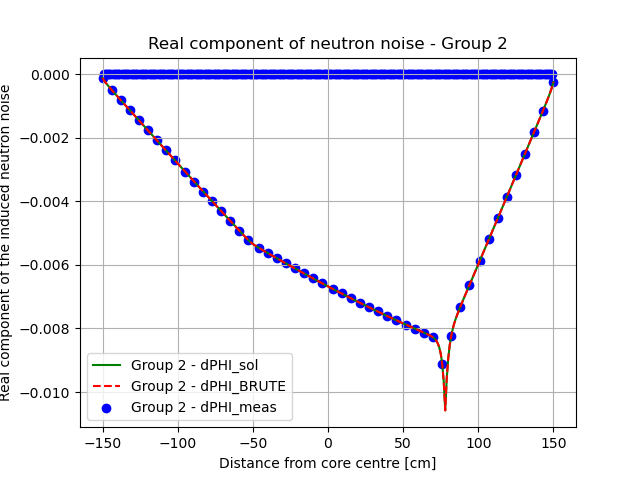 Real component of neutron noise - Group 2
Real component of the induced neutron noise
0.000
−0.002
−0.004
−0.006
−0.008
−0.010
Group 2 - dPHI_sol
Group 2 - dPHI_BRUTE
Group 2 - dPHI_meas
−150
−100
−50
0
50
100
150
Distance from core centre [cm]